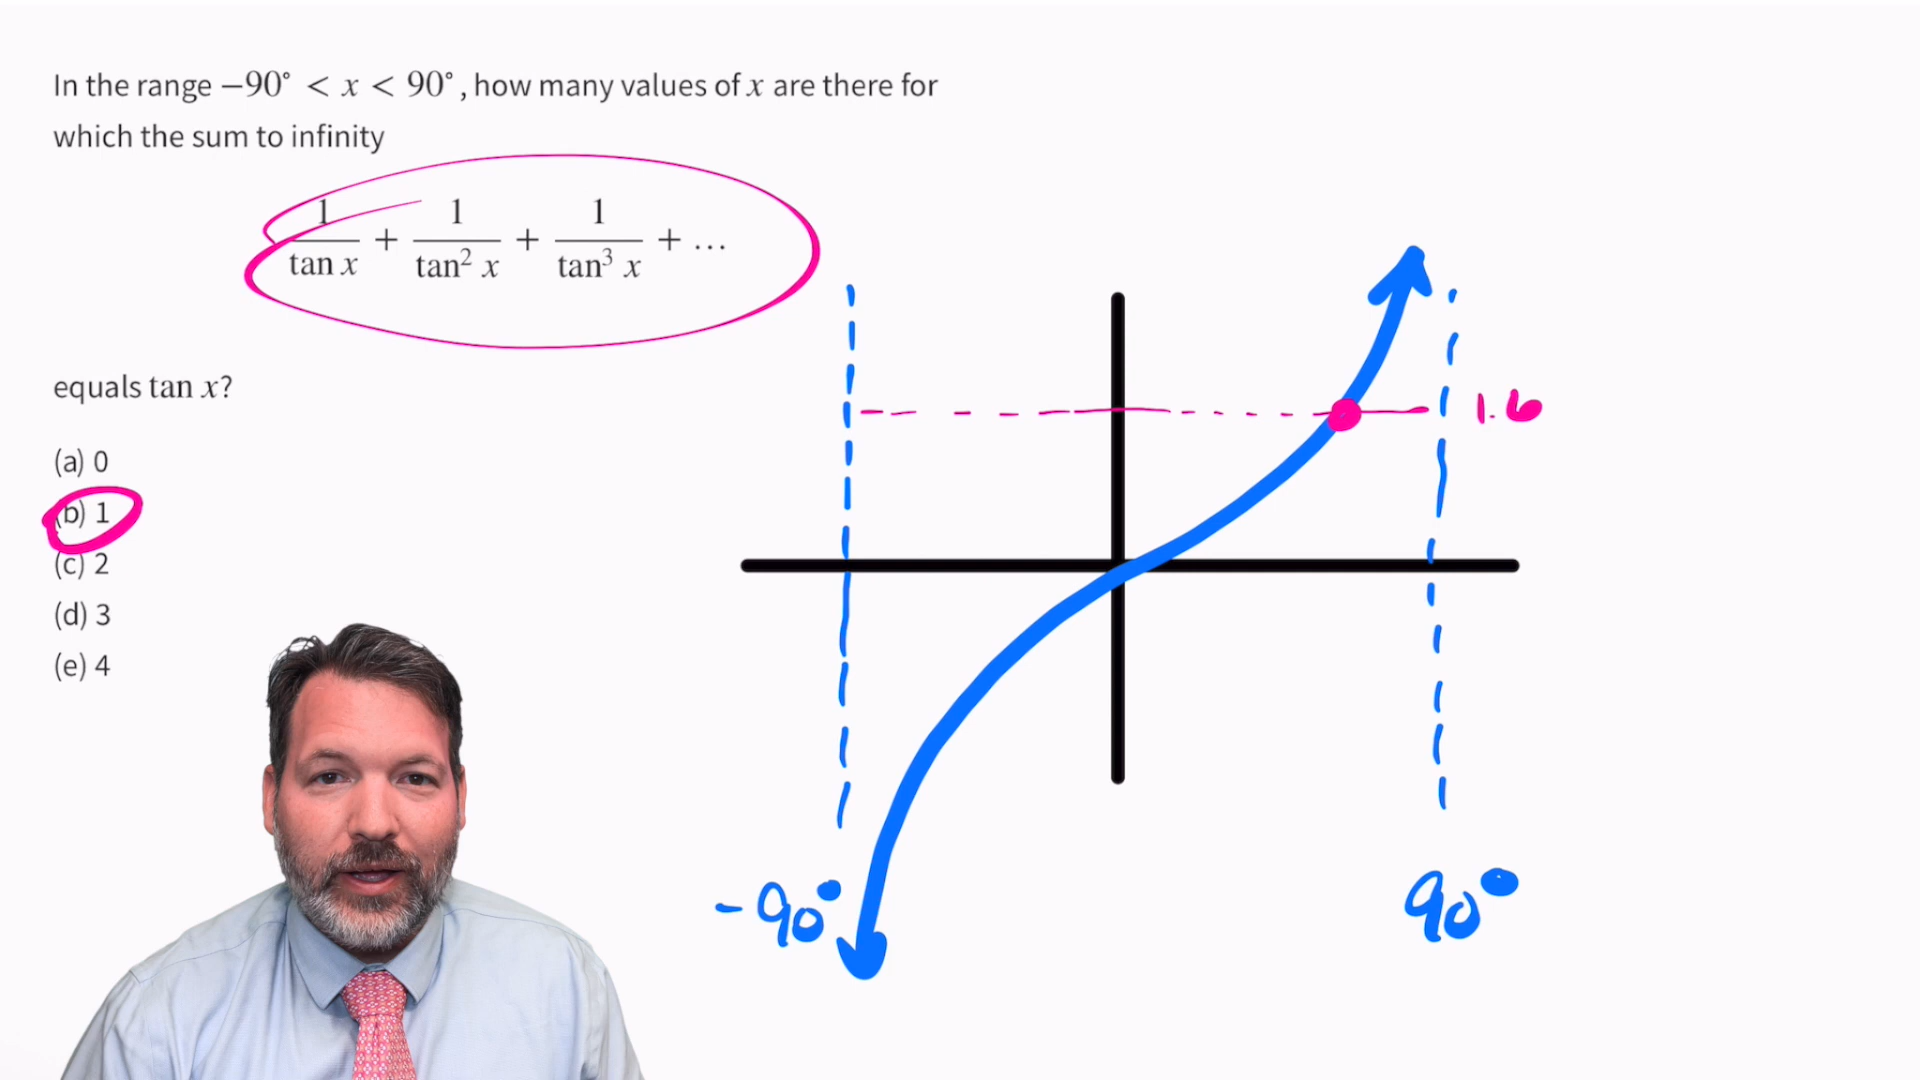 In the range −90° < x < 90°, how many values of x are there for
which the sum to infinity
1/tan x + 1/tan² x + 1/tan³ x + ...
equals tan x?
(a) 0
(b) 1
(c) 2
(d) 3
(e) 4
1.6
-90°
90°